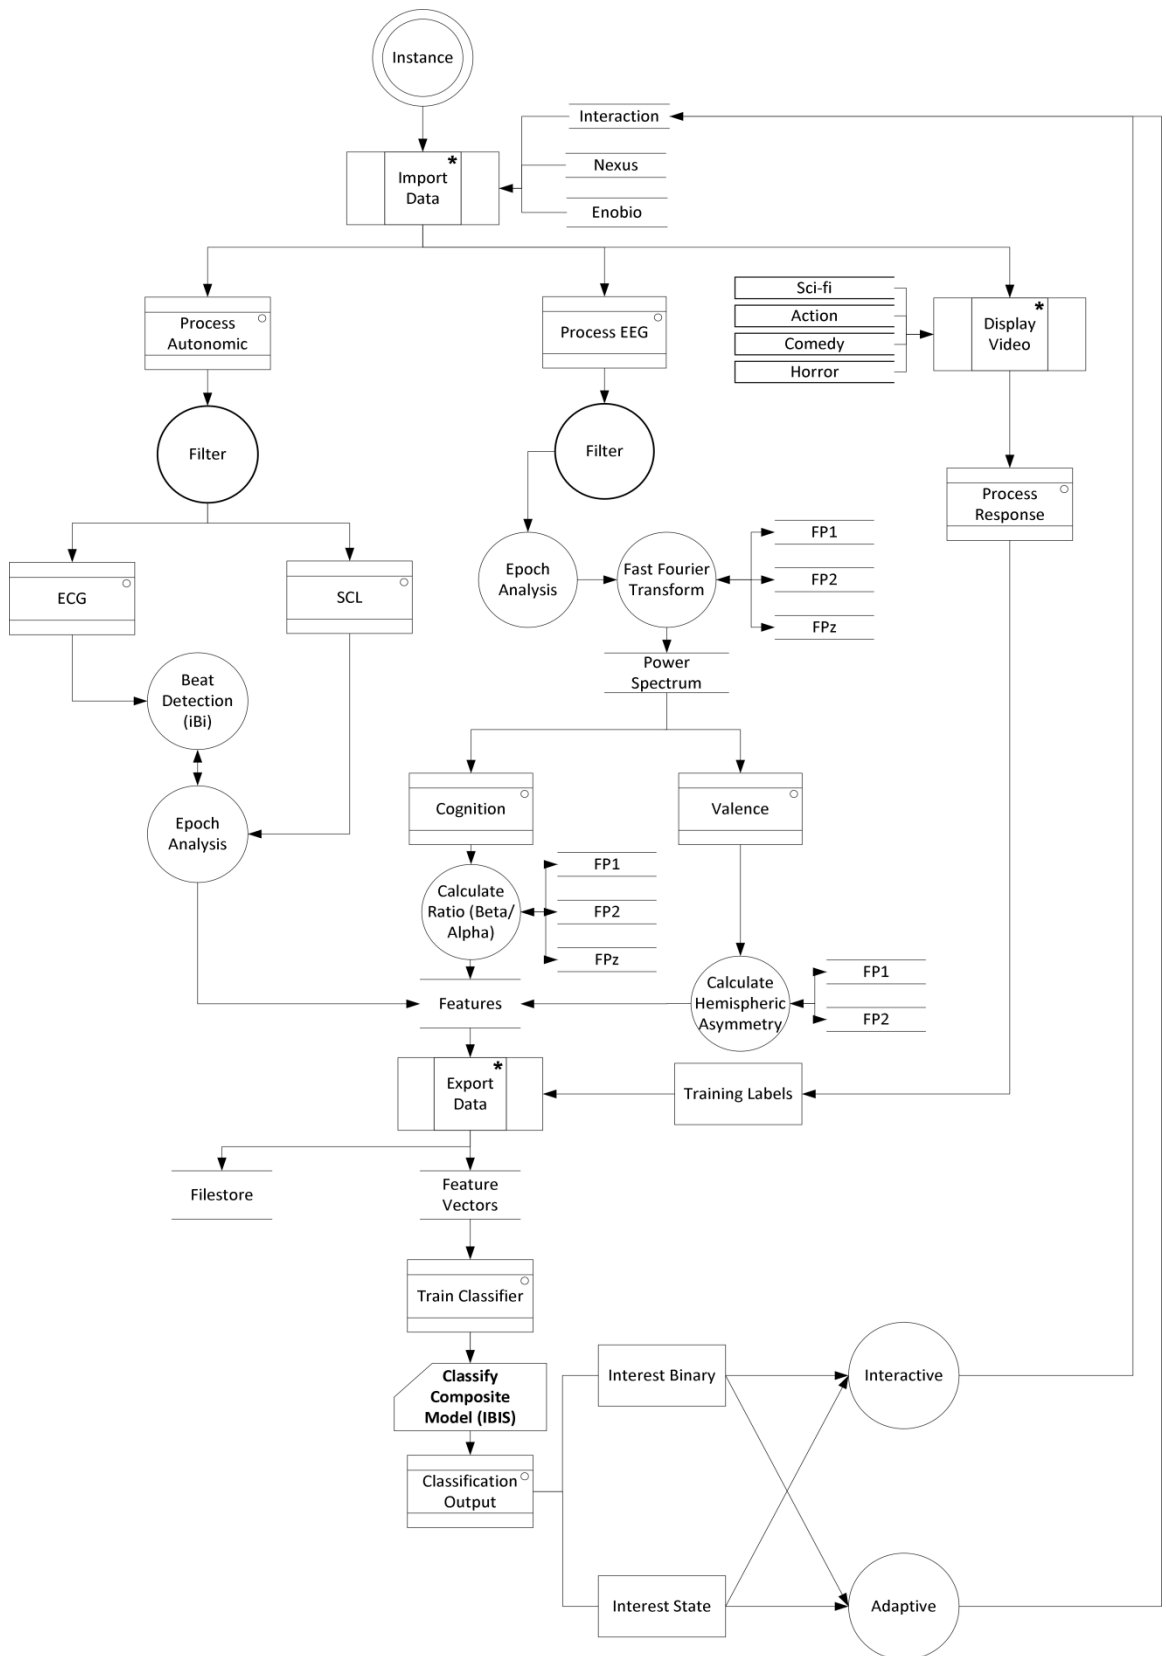 Instance
Interaction
*
Import
Data
Nexus
Enobio
Sci-fi
Action
Comedy
Horror
*
Display
Video
Process
Autonomic
Process EEG
Filter
Filter
Process
Response
ECG
SCL
Epoch
Analysis
Fast Fourier
Transform
FP1
FP2
FPz
Power
Spectrum
Beat
Detection
(iBi)
Epoch
Analysis
Cognition
Valence
Calculate
Ratio (Beta/
Alpha)
FP1
FP2
FPz
Features
Calculate
Hemispheric
Asymmetry
FP1
FP2
*
Export
Data
Training Labels
Filestore
Feature
Vectors
Train Classifier
Classify
Composite
Model (IBIS)
Classification
Output
Interest Binary
Interactive
Interest State
Adaptive